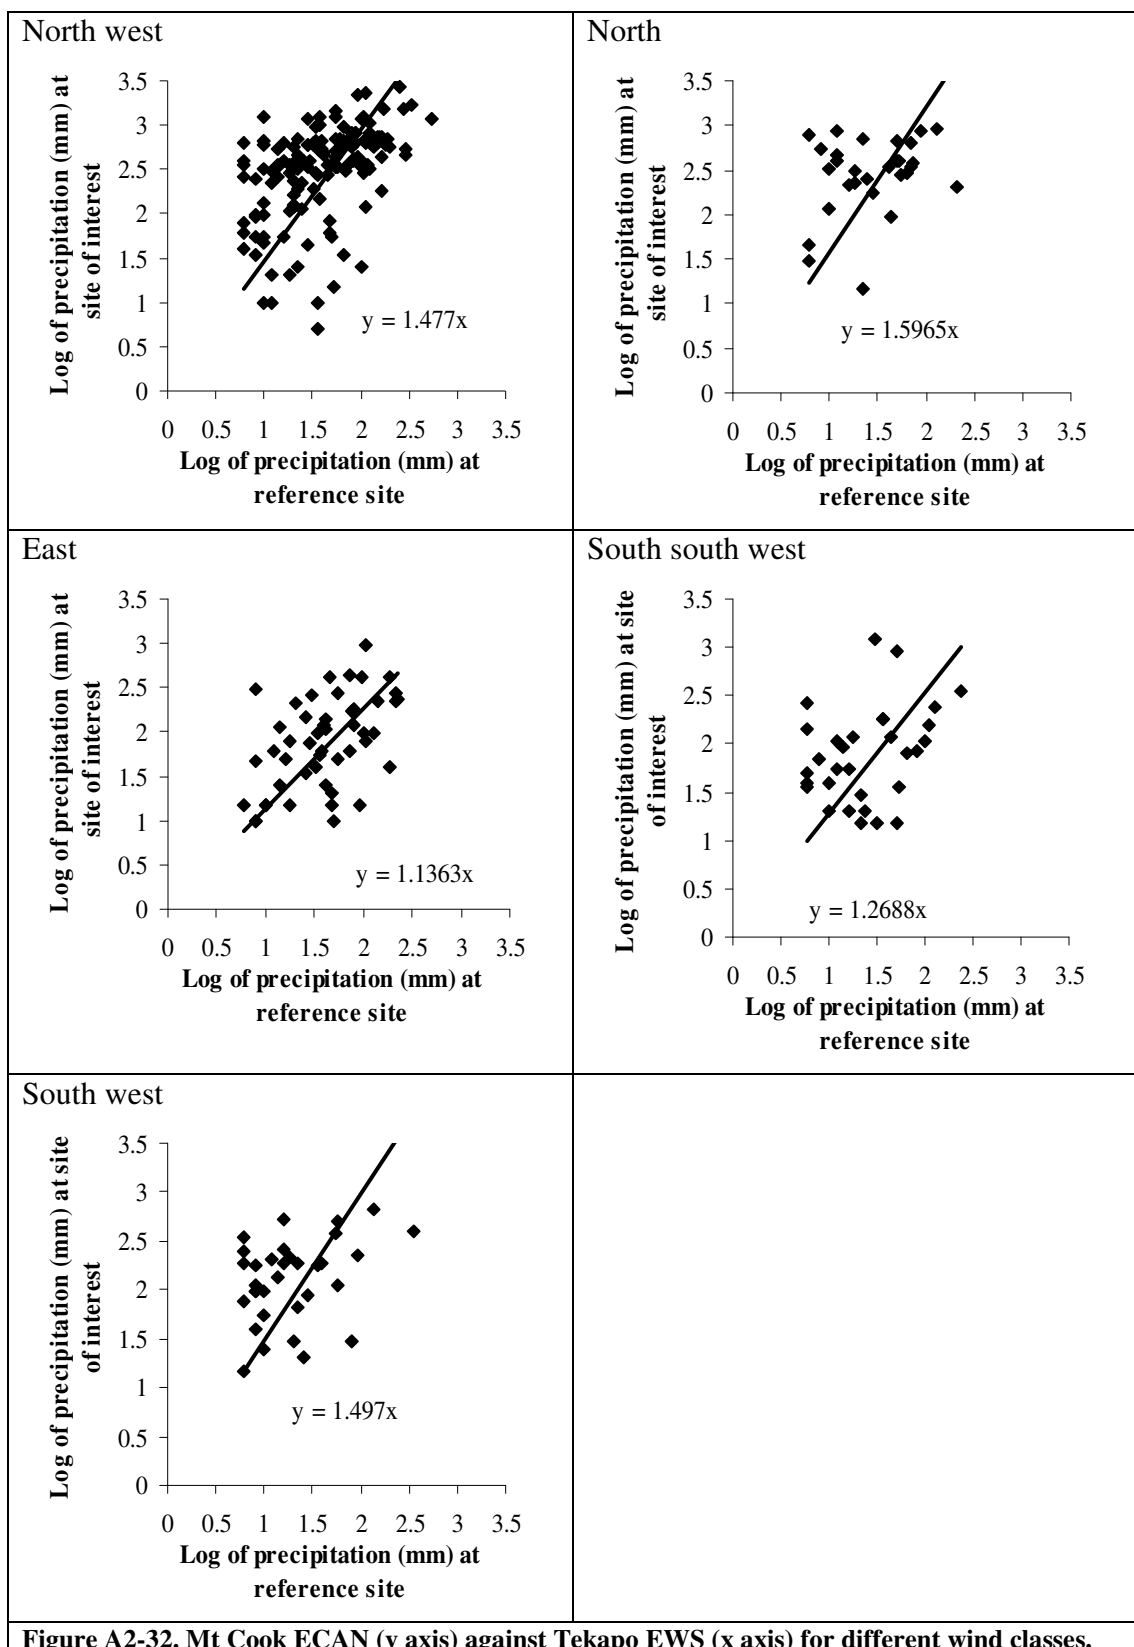 North west
Log of precipitation (mm) at
site of interest
3.5
3
2.5
2
1.5
1
0.5
0
y = 1.477x
0 0.5 1 1.5 2 2.5 3 3.5
Log of precipitation (mm) at
reference site
North
Log of precipitation (mm) at
site of interest
3.5
3
2.5
2
1.5
1
0.5
0
y = 1.5965x
0 0.5 1 1.5 2 2.5 3 3.5
Log of precipitation (mm) at
reference site
East
Log of precipitation (mm) at
site of interest
3.5
3
2.5
2
1.5
1
0.5
0
y = 1.1363x
0 0.5 1 1.5 2 2.5 3 3.5
Log of precipitation (mm) at
reference site
South south west
Log of precipitation (mm) at site
of interest
3.5
3
2.5
2
1.5
1
0.5
0
y = 1.2688x
0 0.5 1 1.5 2 2.5 3 3.5
Log of precipitation (mm) at
reference site
South west
Log of precipitation (mm) at site
of interest
3.5
3
2.5
2
1.5
1
0.5
0
y = 1.497x
0 0.5 1 1.5 2 2.5 3 3.5
Log of precipitation (mm) at
reference site
Figure A2-32. Mt Cook ECAN (y axis) against Tekapo EWS (x axis) for different wind classes.